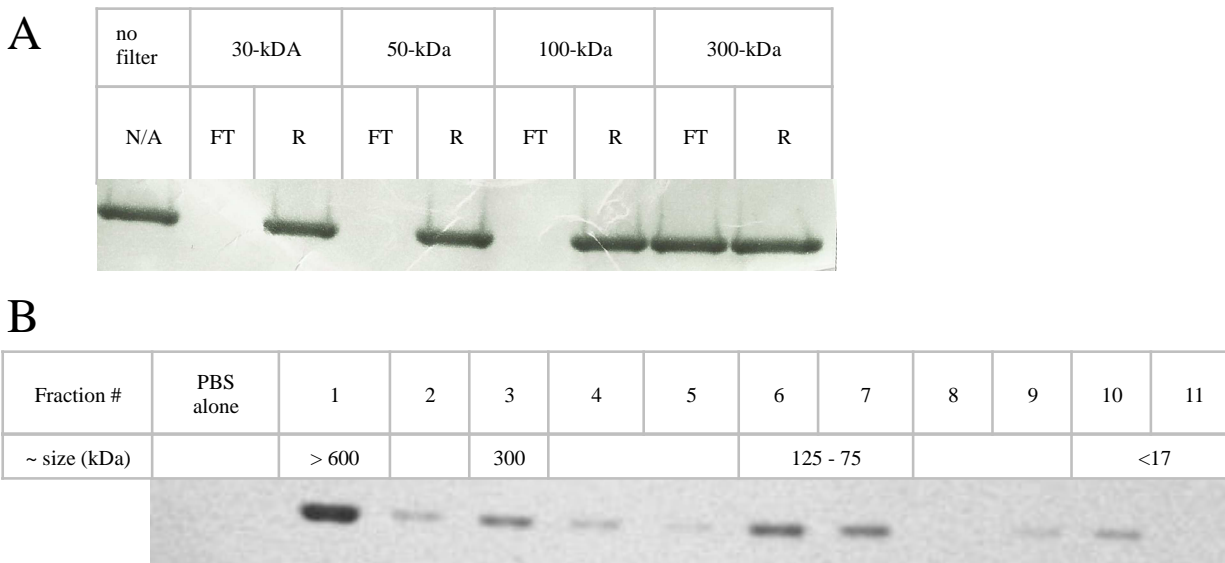 A
no filter 30-kDA 50-kDa 100-kDa 300-kDa
N/A FT R FT R FT R FT R
B
Fraction # PBS alone 1 2 3 4 5 6 7 8 9 10 11
~ size (kDa) > 600 300 125 - 75 <17